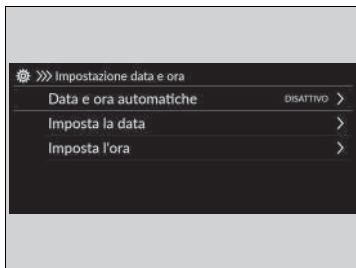 >>> Impostazione data e ora
Data e ora automatiche DISATTIVO >
Imposta la data >
Imposta l'ora >